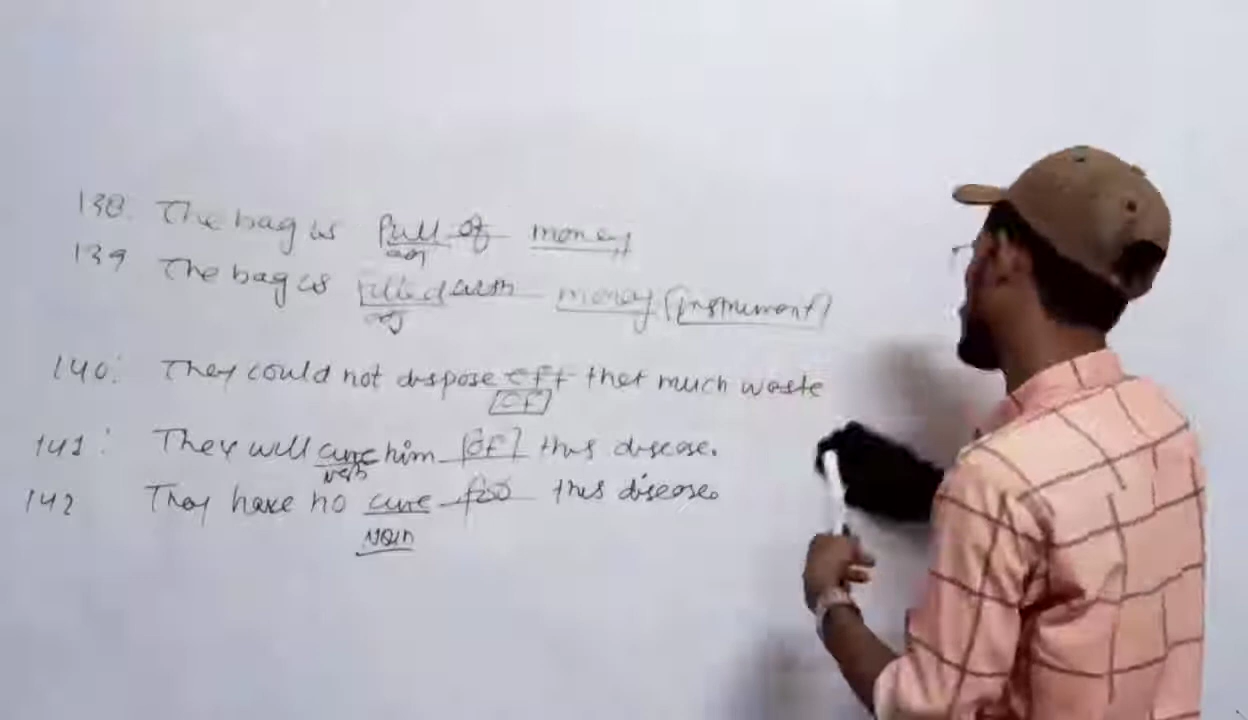 138. The bag is full of money
adj
139 The bag is filled with money (instrument)
adj
140. They could not dispose off that much waste
of
141: They will cure him [of] this disease.
verb
142 They have no cure for this disease.
Noun